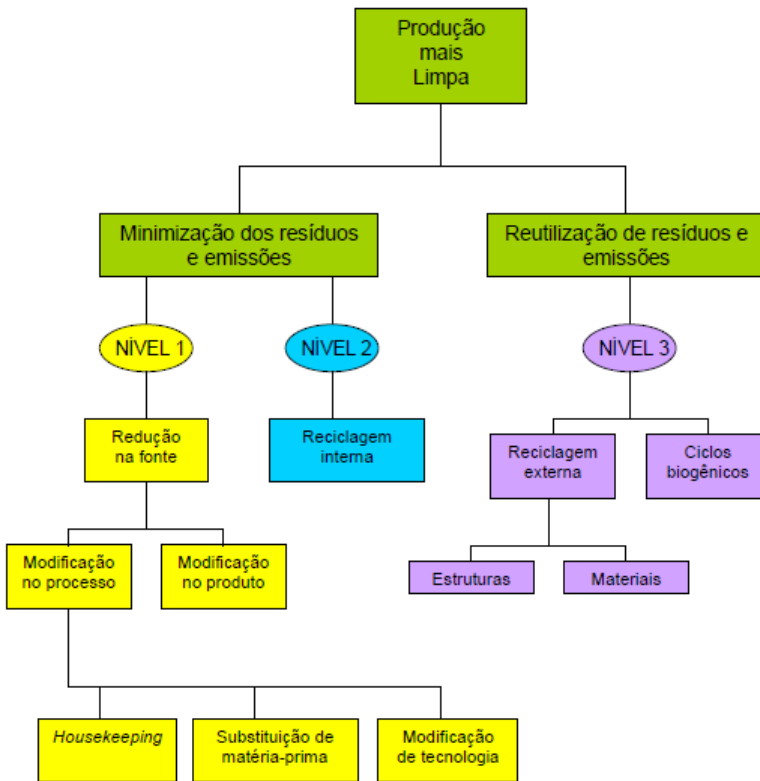 Produção
mais
Limpa
Minimização dos resíduos
e emissões
Reutilização de resíduos e
emissões
NÍVEL 1
NÍVEL 2
NÍVEL 3
Redução
na fonte
Reciclagem
interna
Reciclagem
externa
Ciclos
biogênicos
Modificação
no processo
Modificação
no produto
Estruturas
Materiais
Housekeeping
Substituição de
matéria-prima
Modificação
de tecnologia